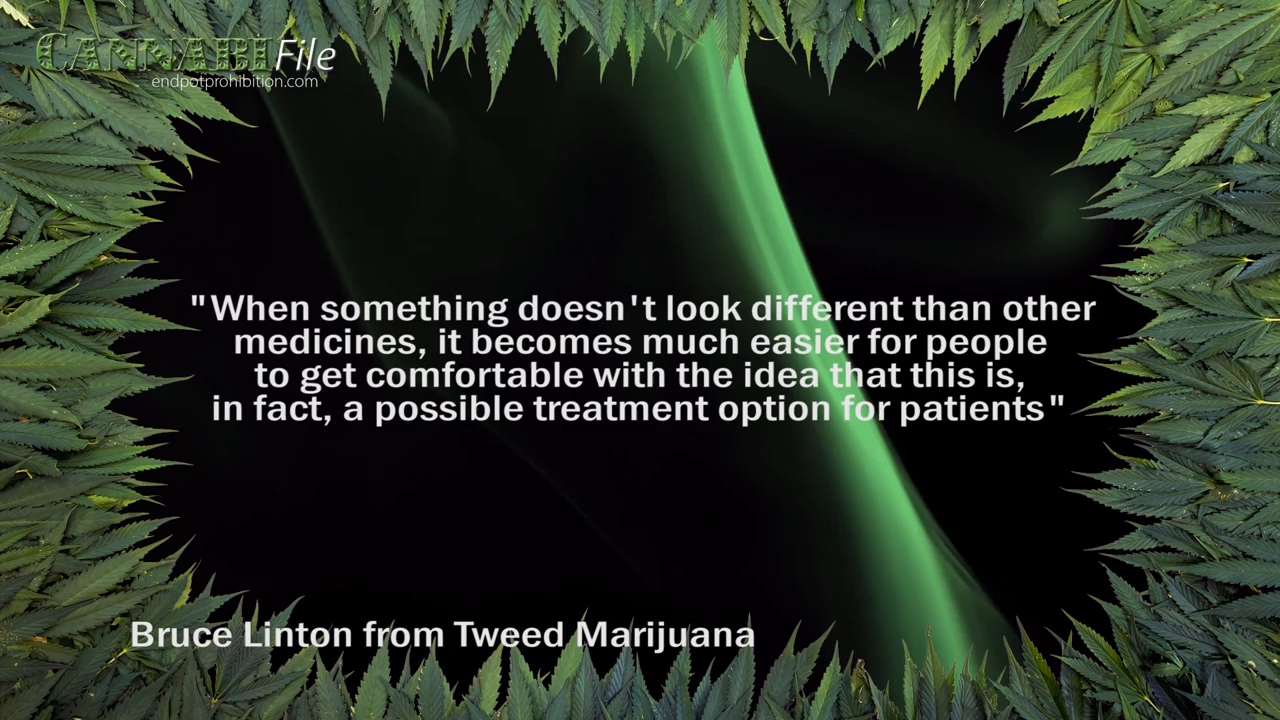 CANNABIFile
endpotprohibition.com
"When something doesn't look different than other
medicines, it becomes much easier for people
to get comfortable with the idea that this is,
in fact, a possible treatment option for patients"
Bruce Linton from Tweed Marijuana